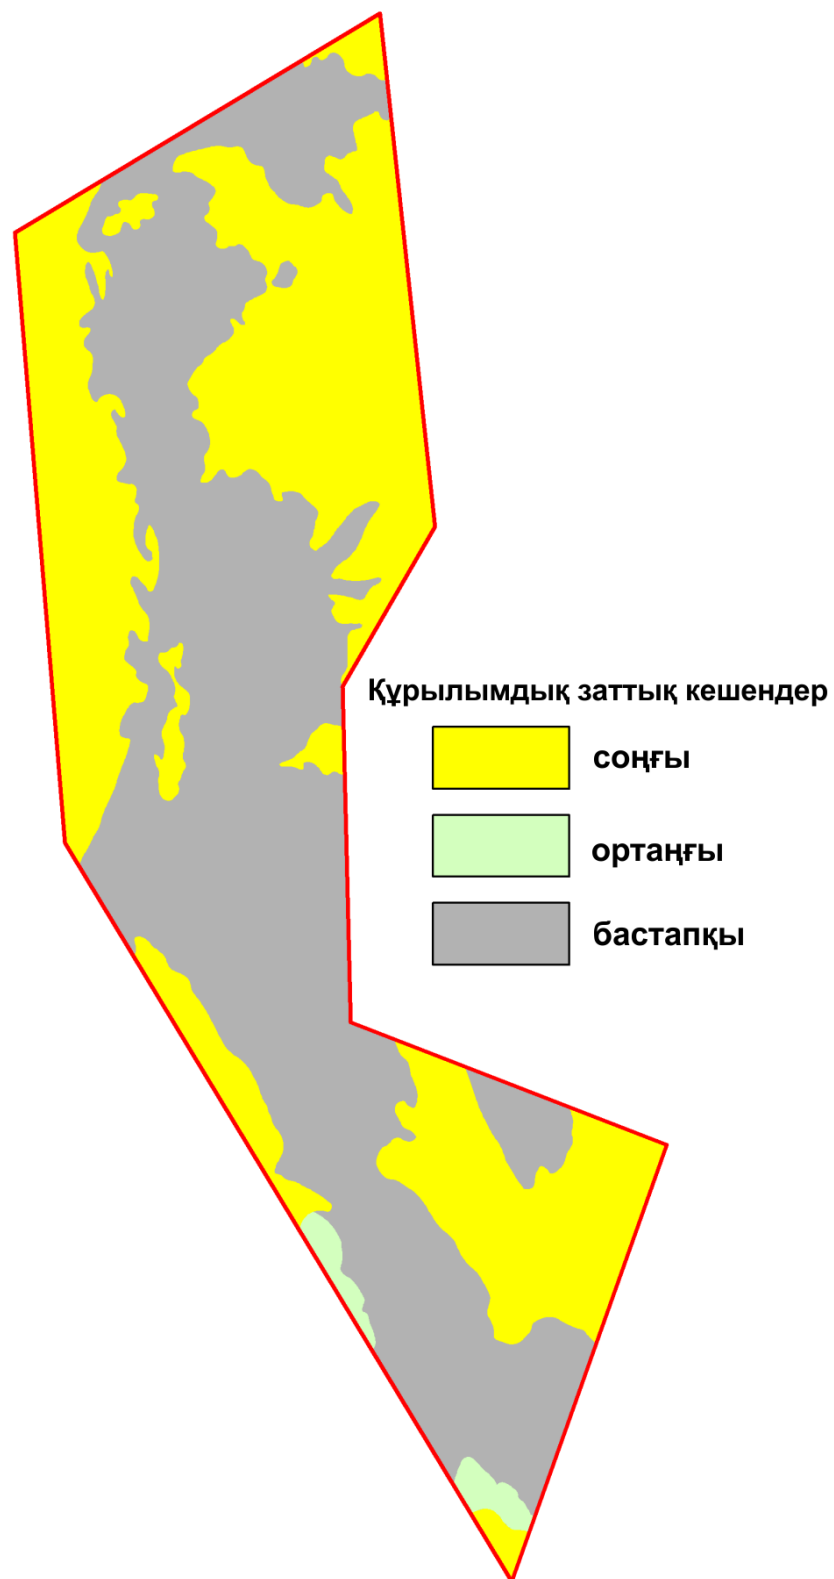 Құрылымдық заттық кешендер
соңғы
ортаңғы
бастапқы